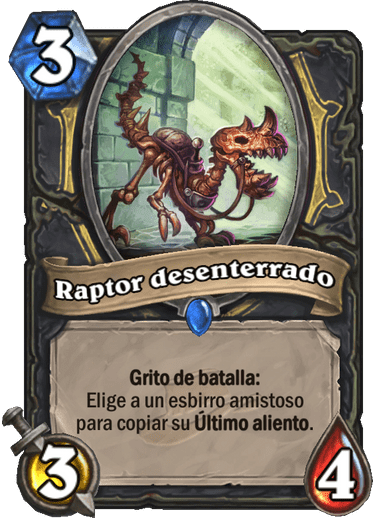 3
Raptor desenterrado
Grito de batalla:
Elige a un esbirro amistoso
para copiar su Último aliento.
3
4